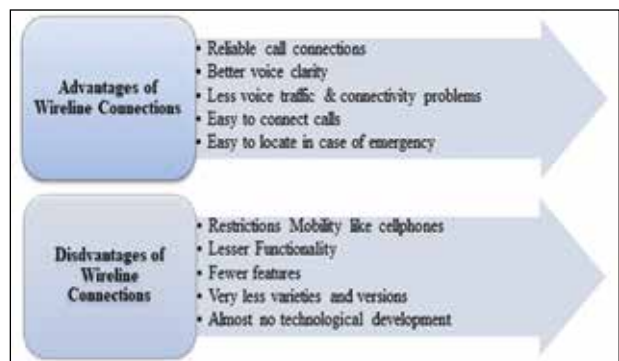 Advantages of
Wireline Connections
• Reliable call connections
• Better voice clarity
• Less voice traffic & connectivity problems
• Easy to connect calls
• Easy to locate in case of emergency
Disdvantages of
Wireline
Connections
• Restrictions Mobility like cellphones
• Lesser Functionality
• Fewer features
• Very less varieties and versions
• Almost no technological development